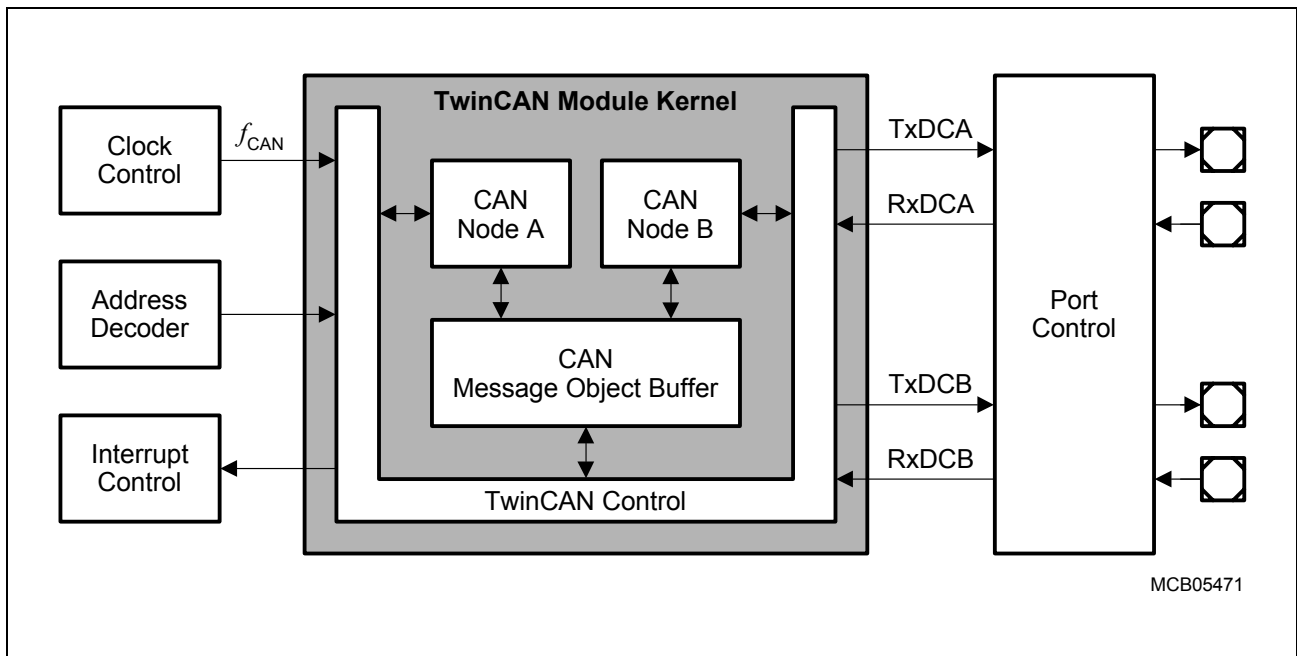 TwinCAN Module Kernel
Clock
Control
f CAN
Address
Decoder
Interrupt
Control
CAN
Node A
CAN
Node B
CAN
Message Object Buffer
TwinCAN Control
TxDCA
RxDCA
TxDCB
RxDCB
Port
Control
MCB05471